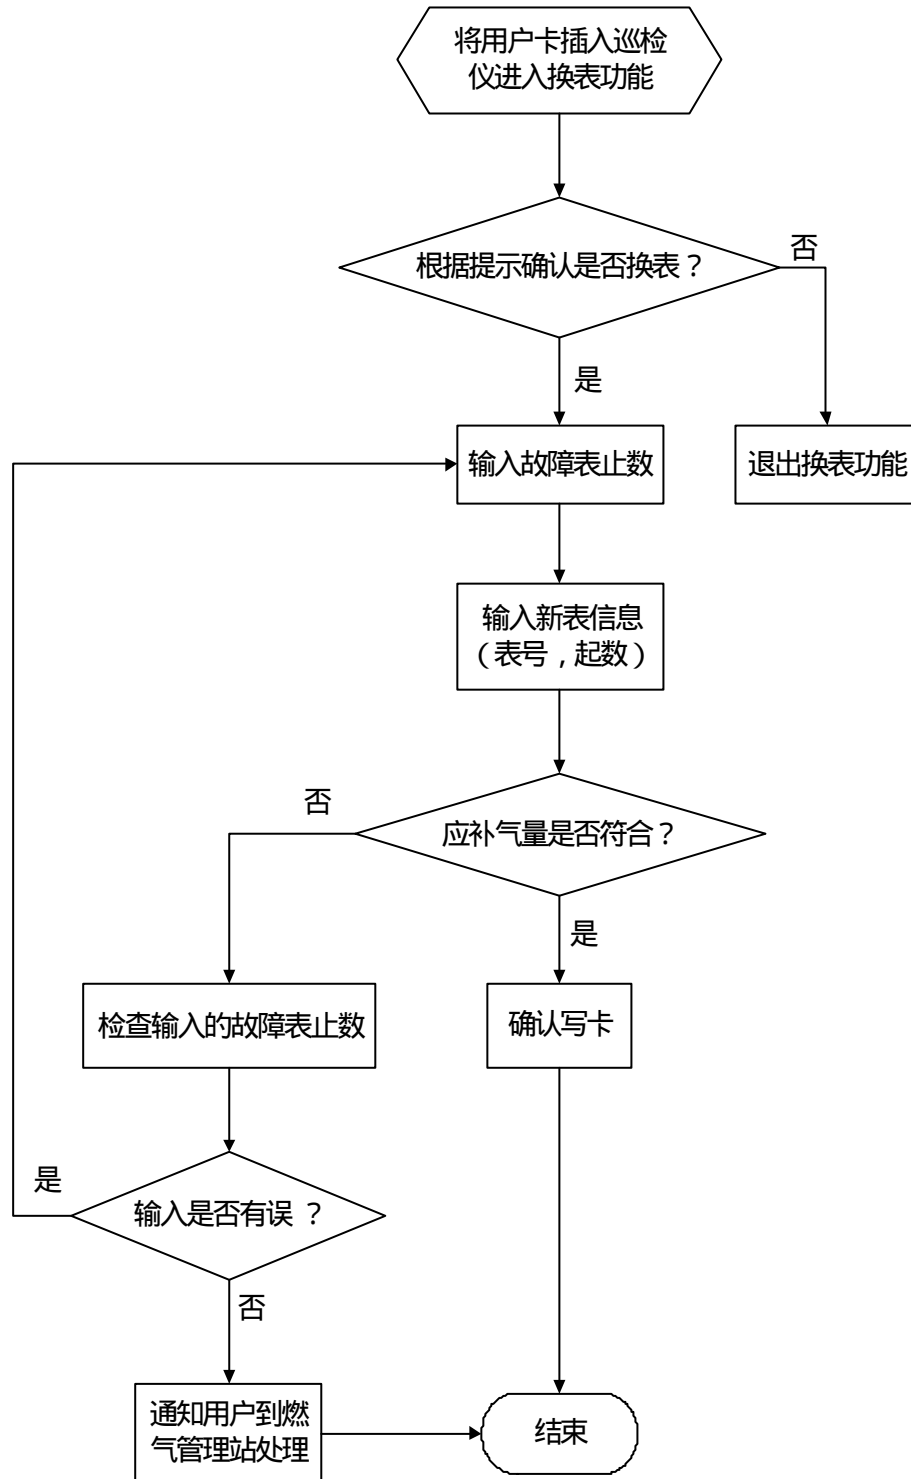 将用户卡插入巡检
仪进入换表功能
根据提示确认是否换表？
否
是
输入故障表止数
退出换表功能
输入新表信息
（表号，起数）
否
应补气量是否符合？
是
检查输入的故障表止数
确认写卡
是
输入是否有误 ？
否
通知用户到燃
气管理站处理
结束